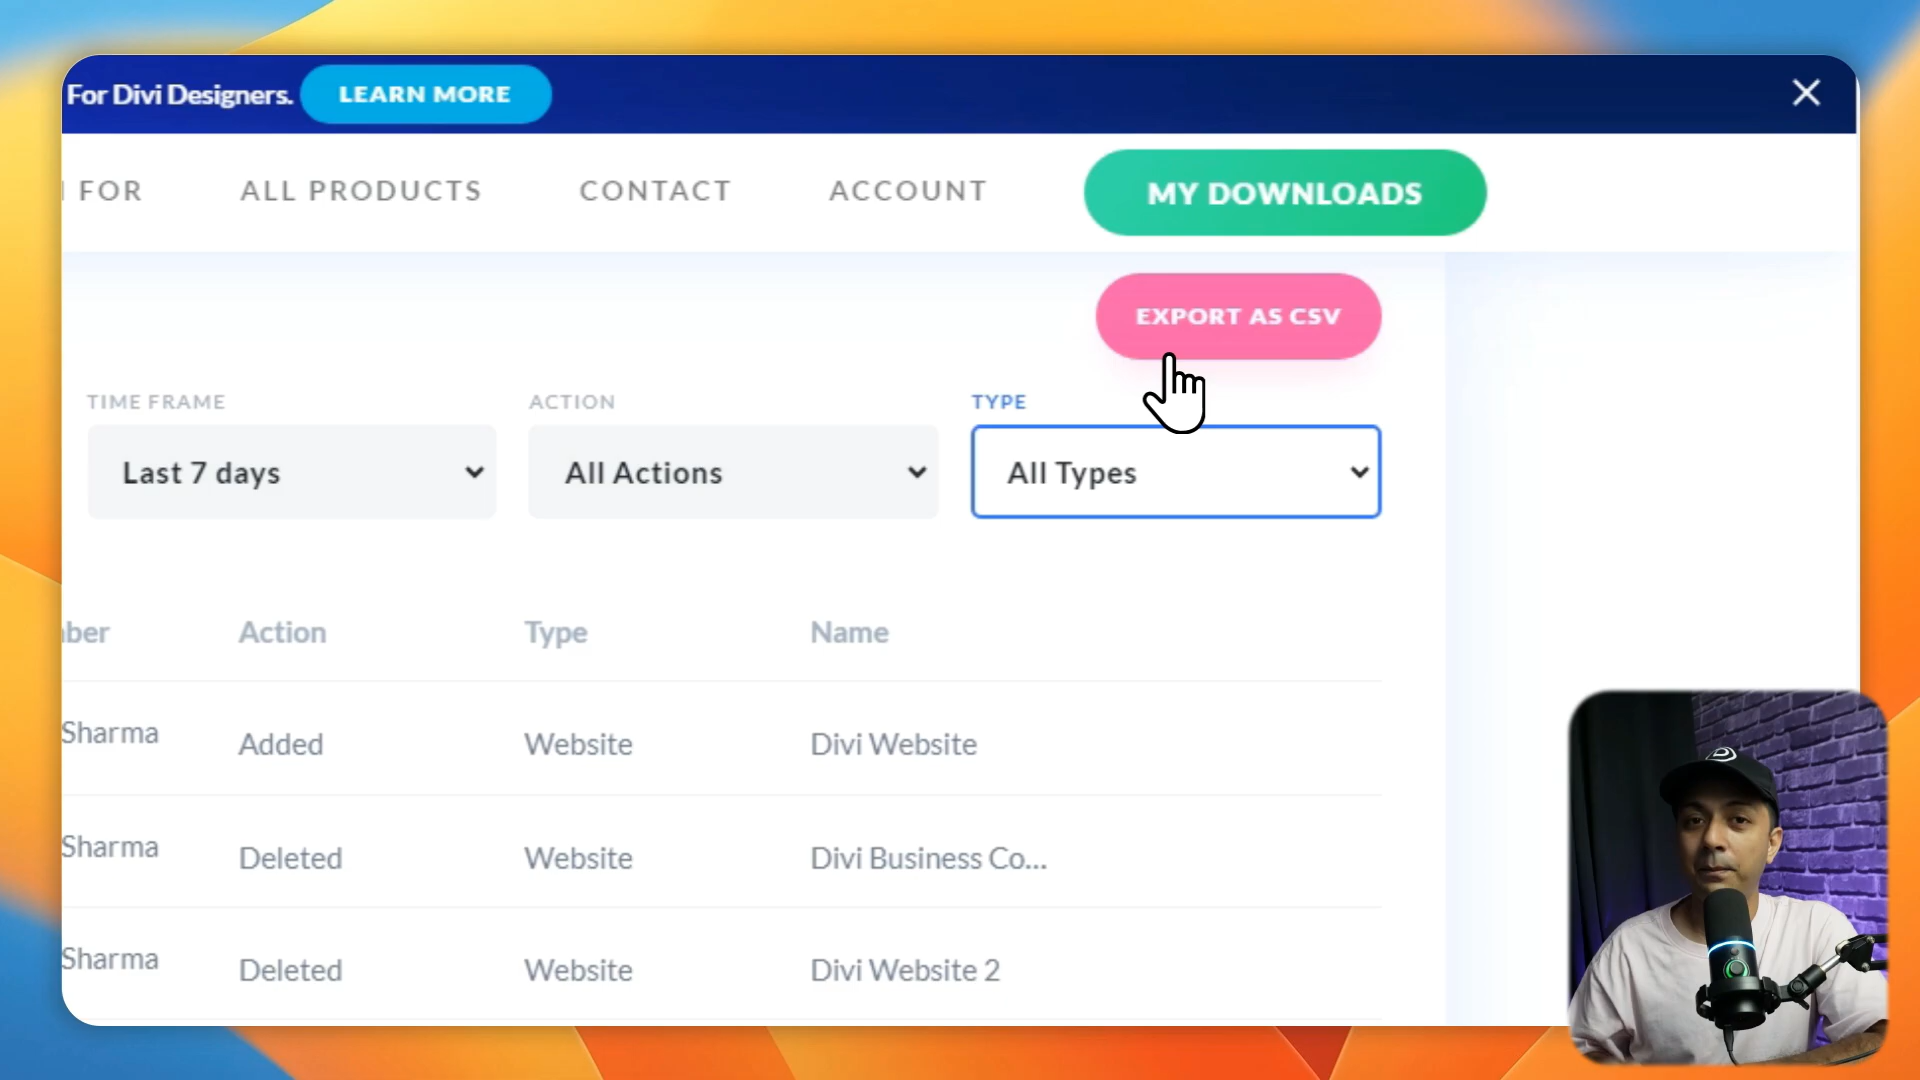 For Divi Designers. LEARN MORE
FOR ALL PRODUCTS CONTACT ACCOUNT MY DOWNLOADS
EXPORT AS CSV
TIME FRAME ACTION TYPE
Last 7 days All Actions All Types
ber Action Type Name
Sharma Added Website Divi Website
Sharma Deleted Website Divi Business Co...
Sharma Deleted Website Divi Website 2